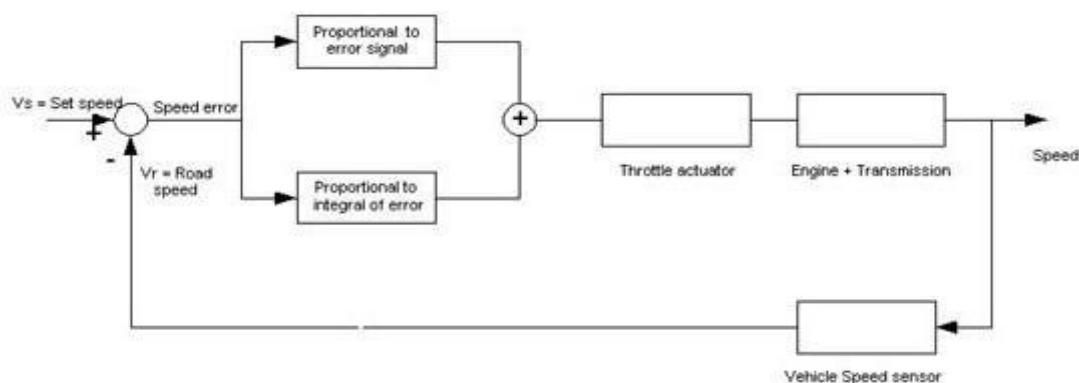 Proportional to
error signal
Vs = Set speed
+
-
Speed error
+
Vr = Road
speed
Throttle actuator
Engine + Transmission
Speed
Proportional to
integral of error
Vehicle Speed sensor